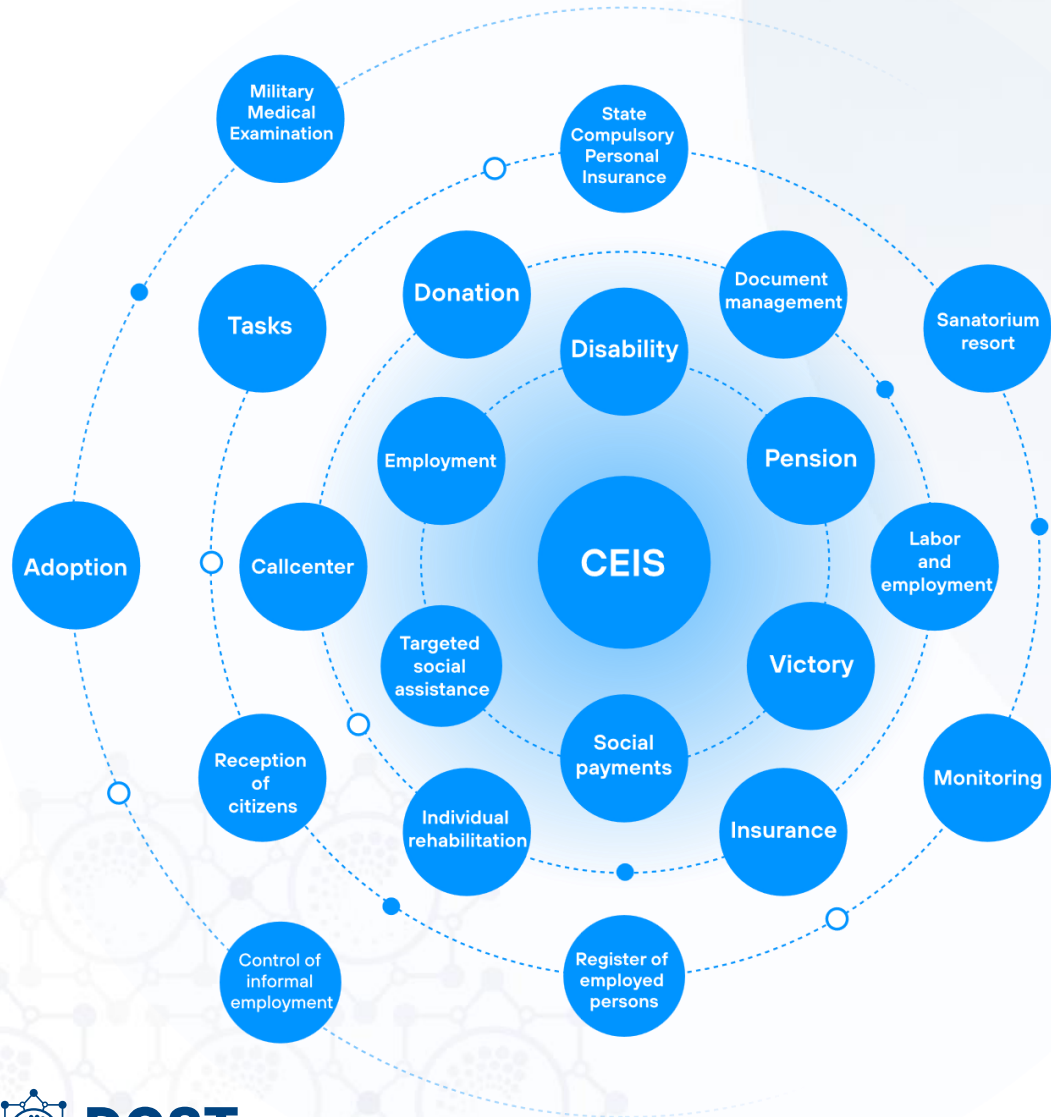 Military
Medical
Examination
State
Compulsory
Personal
Insurance
Donation
Document
management
Tasks
Disability
Sanatorium
resort
Employment
Pension
Adoption
Callcenter
CEIS
Labor
and
employment
Targeted
social
assistance
Victory
Reception
of
citizens
Social
payments
Monitoring
Individual
rehabilitation
Insurance
Control of
informal
employment
Register of
employed
persons